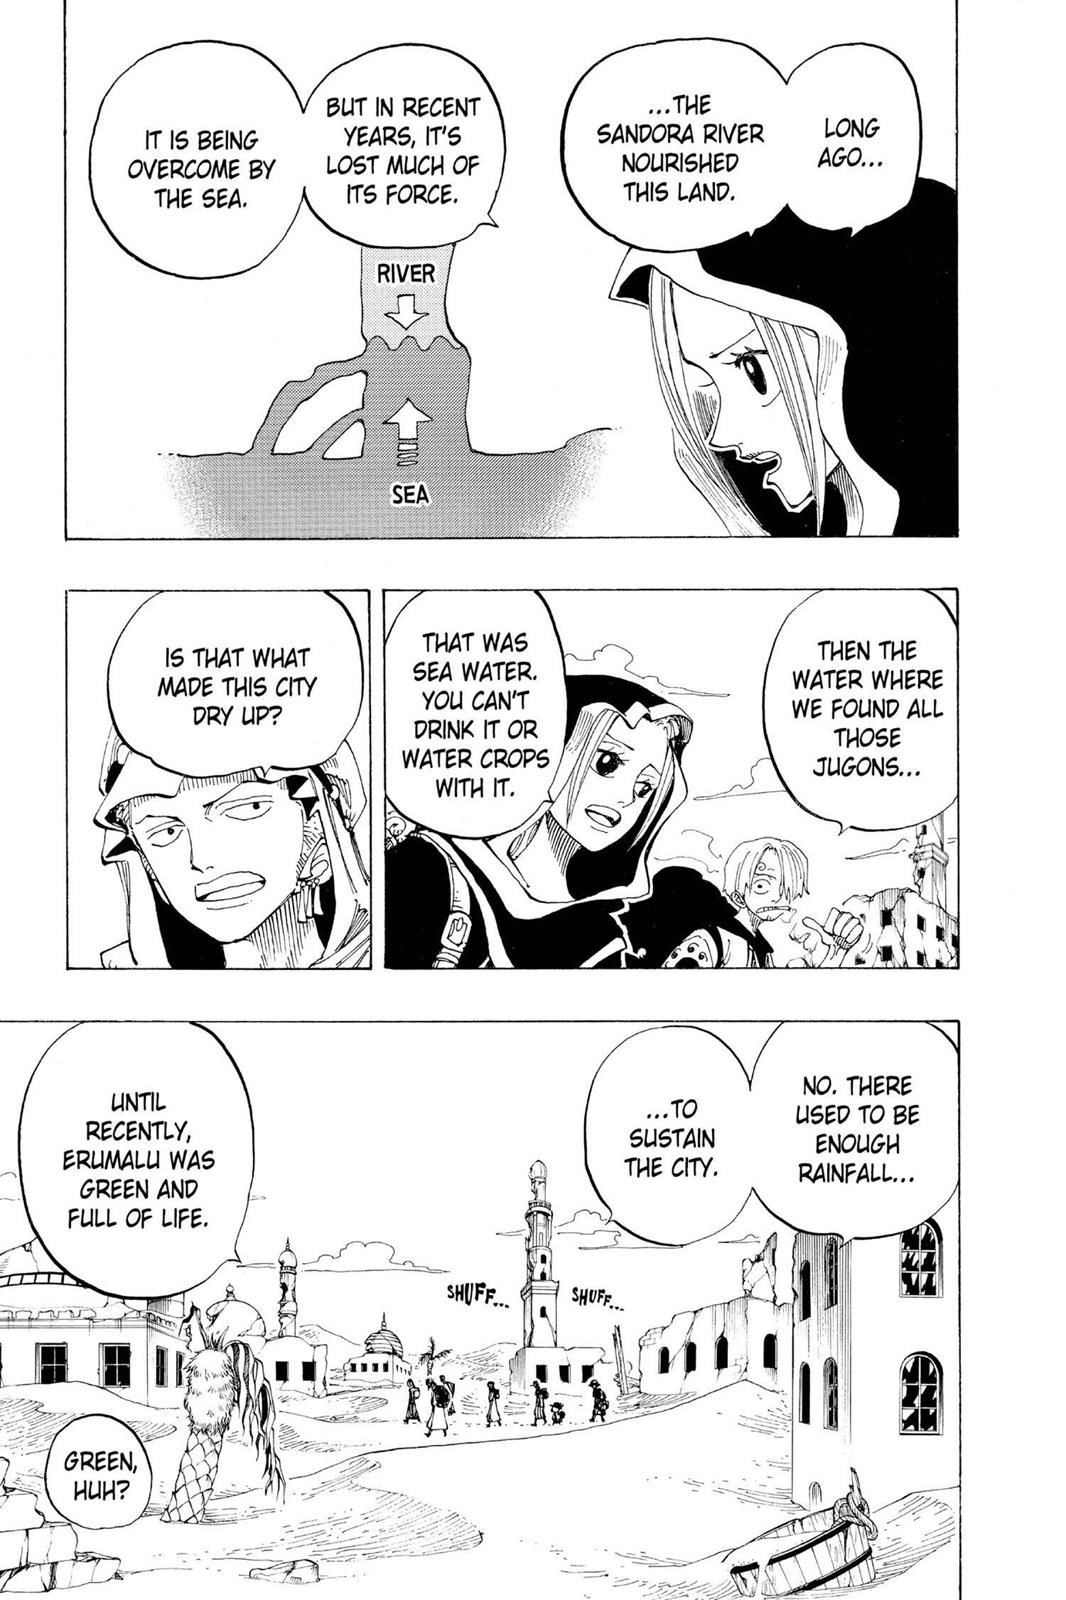 LONG
AGO...
...THE
SANDORA RIVER
NOURISHED
THIS LAND.
BUT IN RECENT
YEARS, IT'S
LOST MUCH OF
ITS FORCE.
IT IS BEING
OVERCOME BY
THE SEA.
RIVER
SEA
THEN THE
WATER WHERE
WE FOUND ALL
THOSE
JUGONS...
THAT WAS
SEA WATER.
YOU CAN'T
DRINK IT OR
WATER CROPS
WITH IT.
IS THAT WHAT
MADE THIS CITY
DRY UP?
NO. THERE
USED TO BE
ENOUGH
RAINFALL...
...TO
SUSTAIN
THE CITY.
UNTIL
RECENTLY,
ERUMALU WAS
GREEN AND
FULL OF LIFE.
SHUFF...
SHUFF...
GREEN,
HUH?